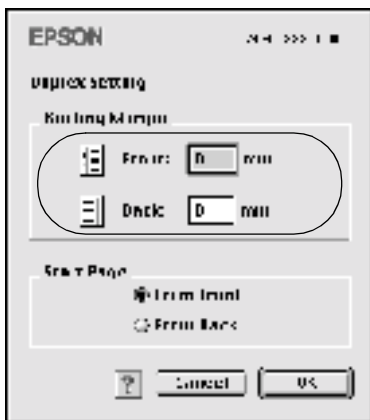 EPSON
Duplex Setting
Binding Margin
Front: 0 mm
Back: 0 mm
Start Page
From Front
From Back
? Cancel OK